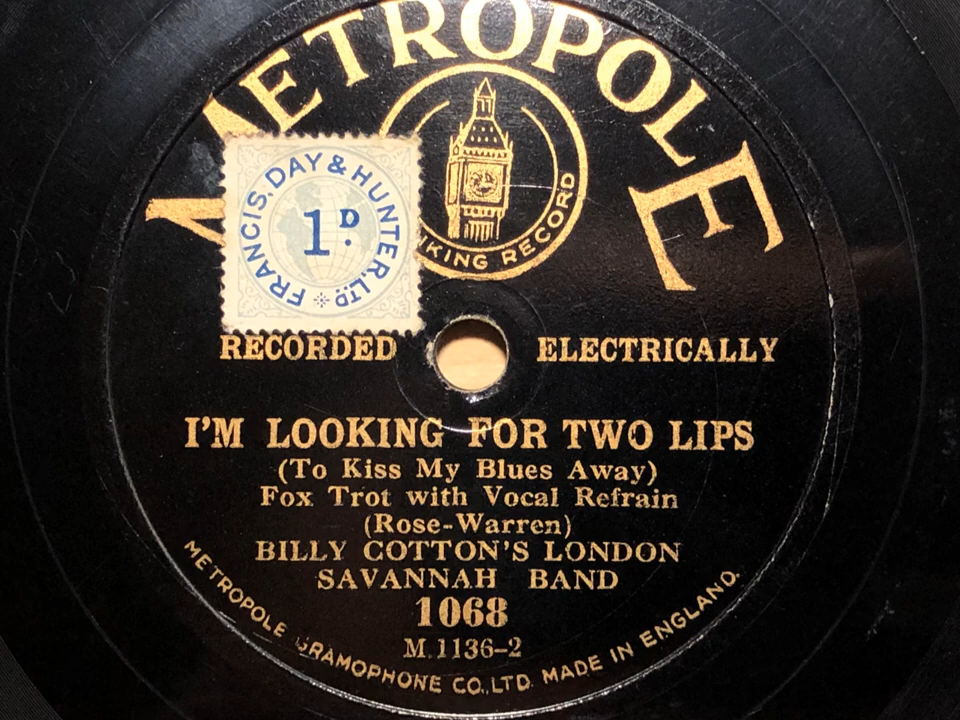 METROPOLE
KING RECORD
FRANCIS, DAY & HUNTER, LTD
1D.
RECORDED ELECTRICALLY
I'M LOOKING FOR TWO LIPS
(To Kiss My Blues Away)
Fox Trot with Vocal Refrain
(Rose-Warren)
BILLY COTTON'S LONDON
SAVANNAH BAND
1068
M.1136-2
METROPOLE GRAMOPHONE CO., LTD. MADE IN ENGLAND.